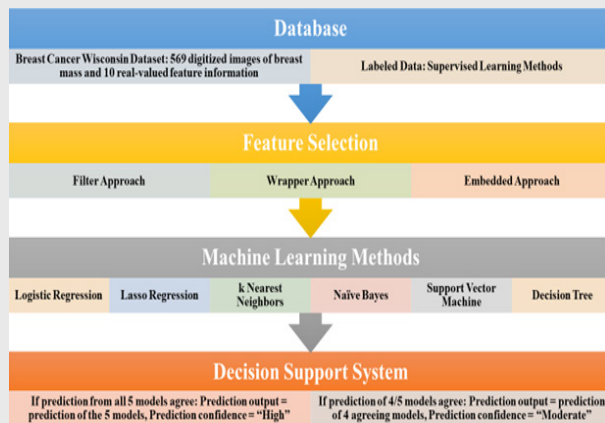 Database
Breast Cancer Wisconsin Dataset: 569 digitized images of breast
mass and 10 real-valued feature information
Labeled Data: Supervised Learning Methods
Feature Selection
Filter Approach
Wrapper Approach
Embedded Approach
Machine Learning Methods
Logistic Regression
Lasso Regression
k Nearest
Neighbors
Naïve Bayes
Support Vector
Machine
Decision Tree
Decision Support System
If prediction from all 5 models agree: Prediction output =
prediction of the 5 models, Prediction confidence = “High”
If prediction of 4/5 models agree: Prediction output = prediction
of 4 agreeing models, Prediction confidence = “Moderate”